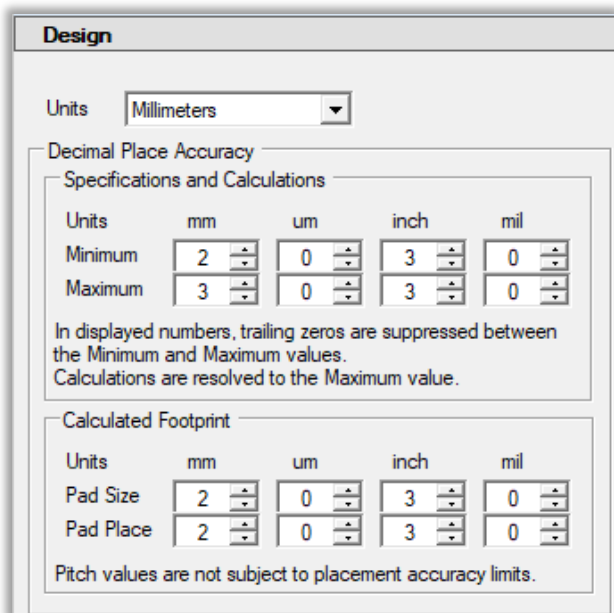 Design
Units Millimeters
Decimal Place Accuracy
Specifications and Calculations
Units mm um inch mil
Minimum 2 0 3 0
Maximum 3 0 3 0
In displayed numbers, trailing zeros are suppressed between
the Minimum and Maximum values.
Calculations are resolved to the Maximum value.
Calculated Footprint
Units mm um inch mil
Pad Size 2 0 3 0
Pad Place 2 0 3 0
Pitch values are not subject to placement accuracy limits.